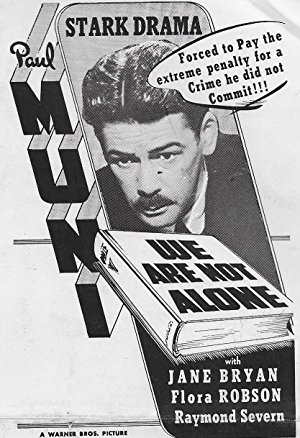 STARK DRAMA
Paul
MUNI
Forced to Pay the
extreme penalty for a
Crime he did not
Commit!!!
WE
ARE NOT
ALONE
with
JANE BRYAN
Flora ROBSON
Raymond Severn
A WARNER BROS. PICTURE